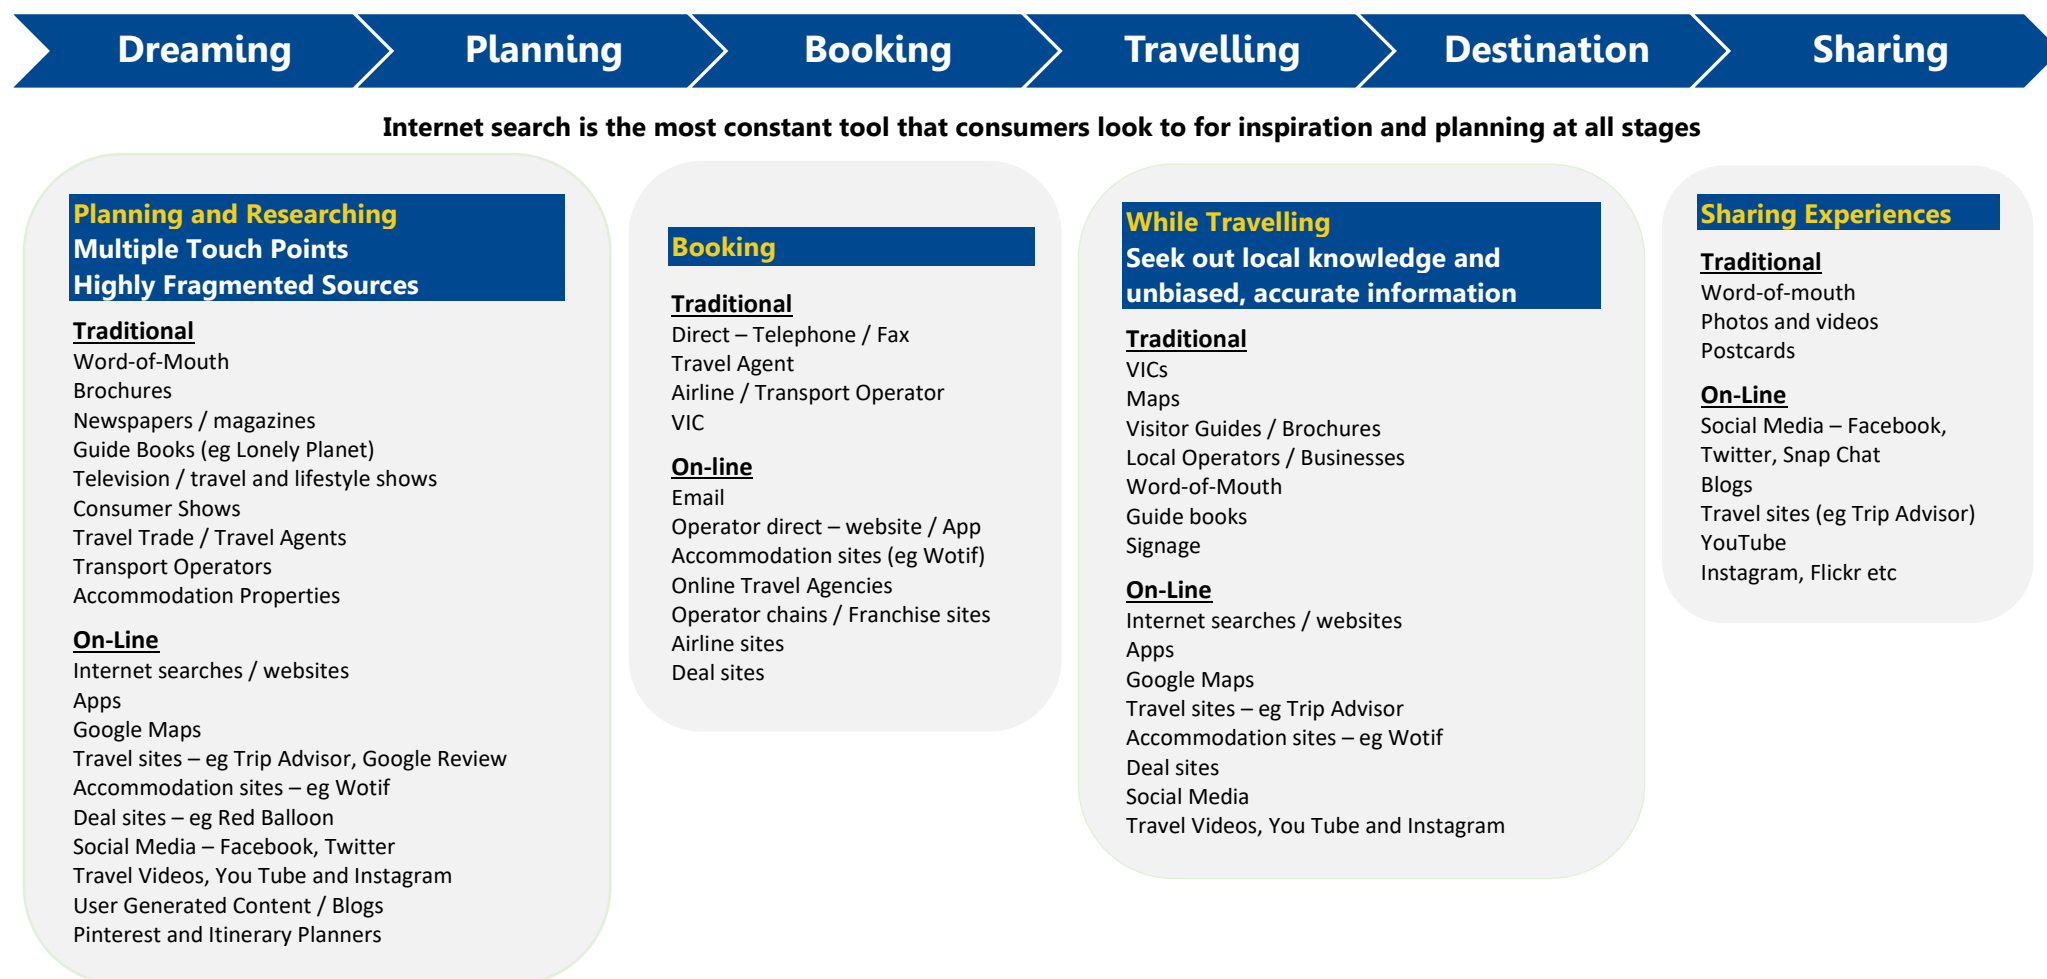 Dreaming
Planning
Booking
Travelling
Destination
Sharing
Internet search is the most constant tool that consumers look to for inspiration and planning at all stages
Planning and Researching
Multiple Touch Points
Highly Fragmented Sources
Traditional
Word-of-Mouth
Brochures
Newspapers / magazines
Guide Books (eg Lonely Planet)
Television / travel and lifestyle shows
Consumer Shows
Travel Trade / Travel Agents
Transport Operators
Accommodation Properties
On-Line
Internet searches / websites
Apps
Google Maps
Travel sites – eg Trip Advisor, Google Review
Accommodation sites – eg Wotif
Deal sites – eg Red Balloon
Social Media – Facebook, Twitter
Travel Videos, You Tube and Instagram
User Generated Content / Blogs
Pinterest and Itinerary Planners
Booking
Traditional
Direct – Telephone / Fax
Travel Agent
Airline / Transport Operator
VIC
On-line
Email
Operator direct – website / App
Accommodation sites (eg Wotif)
Online Travel Agencies
Operator chains / Franchise sites
Airline sites
Deal sites
While Travelling
Seek out local knowledge and
unbiased, accurate information
Traditional
VICs
Maps
Visitor Guides / Brochures
Local Operators / Businesses
Word-of-Mouth
Guide books
Signage
On-Line
Internet searches / websites
Apps
Google Maps
Travel sites – eg Trip Advisor
Accommodation sites – eg Wotif
Deal sites
Social Media
Travel Videos, You Tube and Instagram
Sharing Experiences
Traditional
Word-of-mouth
Photos and videos
Postcards
On-Line
Social Media – Facebook,
Twitter, Snap Chat
Blogs
Travel sites (eg Trip Advisor)
YouTube
Instagram, Flickr etc